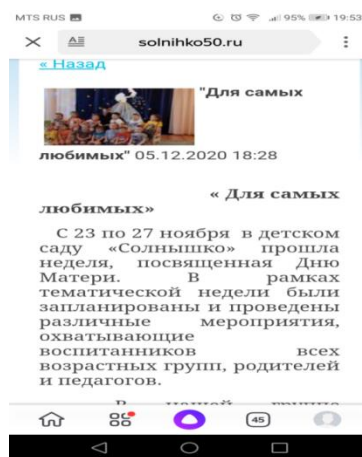 MTS RUS 95% 19:53
solnihko50.ru
« Назад
"Для самых
любимых" 05.12.2020 18:28
« Для самых
любимых»
С 23 по 27 ноября в детском
саду «Солнышко» прошла
неделя, посвященная Дню
Матери. В рамках
тематической недели были
запланированы и проведены
различные мероприятия,
охватывающие
воспитанников всех
возрастных групп, родителей
и педагогов.
В нашей группе
45